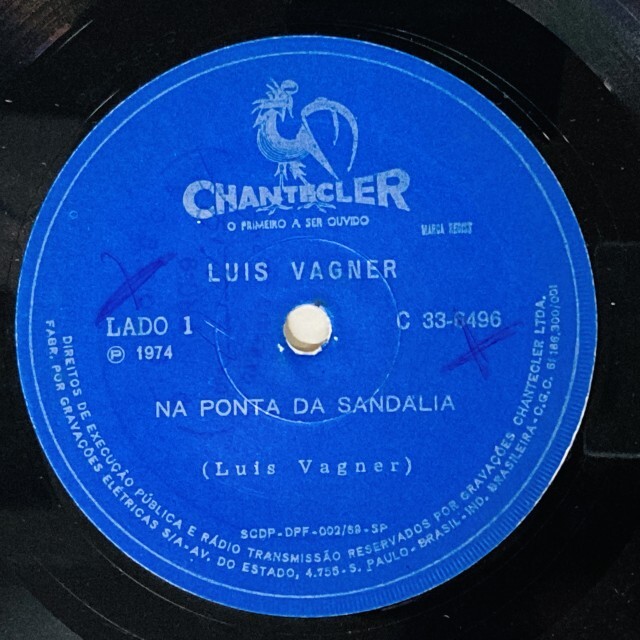 CHANTECLER
O PRIMEIRO A SER OUVIDO
MARCA REGIST
LUIS VAGNER
LADO 1
C 33-6496
℗ 1974
NA PONTA DA SANDALIA
(Luis Vagner)
SCDP-DPF-002/69-SP
DIREITOS DE EXECUÇÃO PÚBLICA E RÁDIO TRANSMISSÃO RESERVADOS POR GRAVAÇÕES CHANTECLER LTDA.
FABR. POR GRAVAÇÕES ELÉTRICAS S/A-AV. DO ESTADO, 4.755-S. PAULO-BRASIL-IND. BRASILEIRA-C.G.C. 61.186.300/001